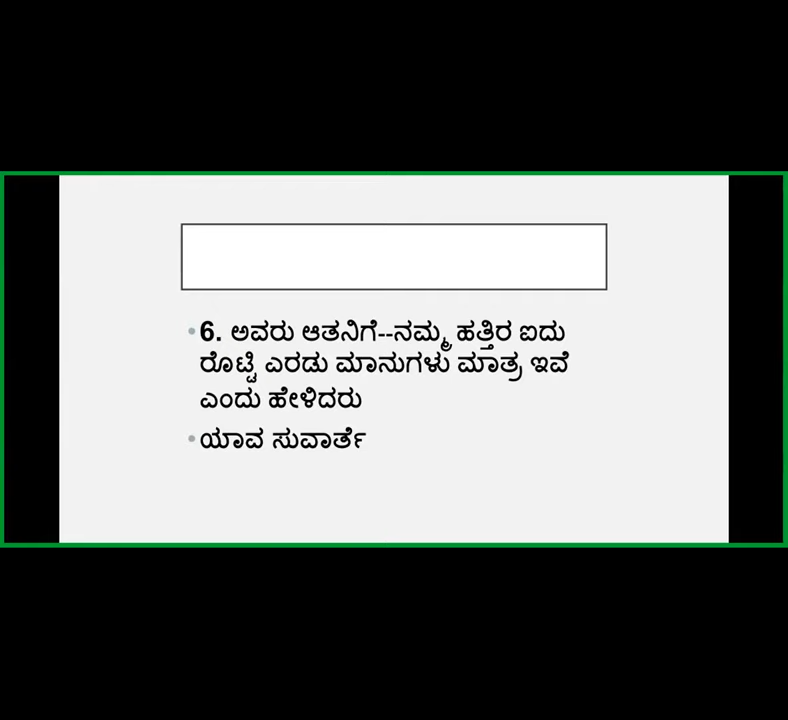 6. ಅವರು ಆತನಿಗೆ--ನಮ್ಮ ಹತ್ತಿರ ಐದು
ರೊಟ್ಟಿ ಎರಡು ಮಾನುಗಳು ಮಾತ್ರ ಇವೆ
ಎಂದು ಹೇಳಿದರು
ಯಾವ ಸುವಾರ್ತೆ